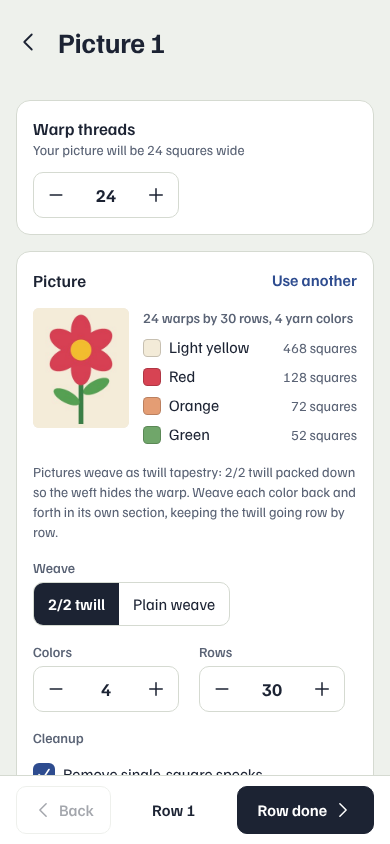 Picture 1
Warp threads
Your picture will be 24 squares wide
24
Picture
Use another
24 warps by 30 rows, 4 yarn colors
Light yellow 468 squares
Red 128 squares
Orange 72 squares
Green 52 squares
Pictures weave as twill tapestry: 2/2 twill packed down
so the weft hides the warp. Weave each color back and
forth in its own section, keeping the twill going row by
row.
Weave
2/2 twill Plain weave
Colors Rows
4 30
Cleanup
Remove single-square specks
Back Row 1 Row done